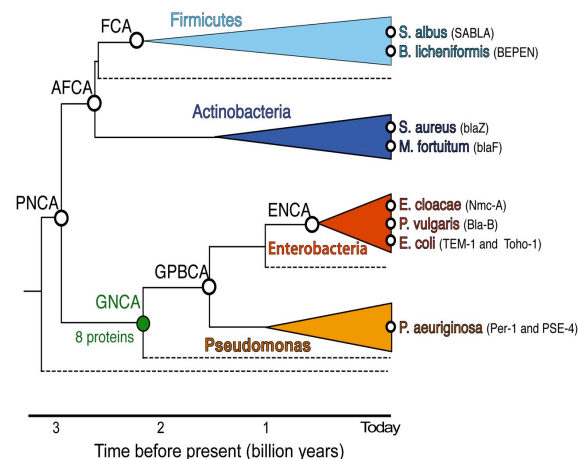 FCA
Firmicutes
S. albus (SABLA)
B. licheniformis (BEPEN)
AFCA
Actinobacteria
S. aureus (blaZ)
M. fortuitum (blaF)
PNCA
ENCA
E. cloacae (Nmc-A)
P. vulgaris (Bla-B)
E. coli (TEM-1 and Toho-1)
Enterobacteria
GPBCA
GNCA
8 proteins
P. aeuriginosa (Per-1 and PSE-4)
Pseudomonas
3 2 1 Today
Time before present (billion years)